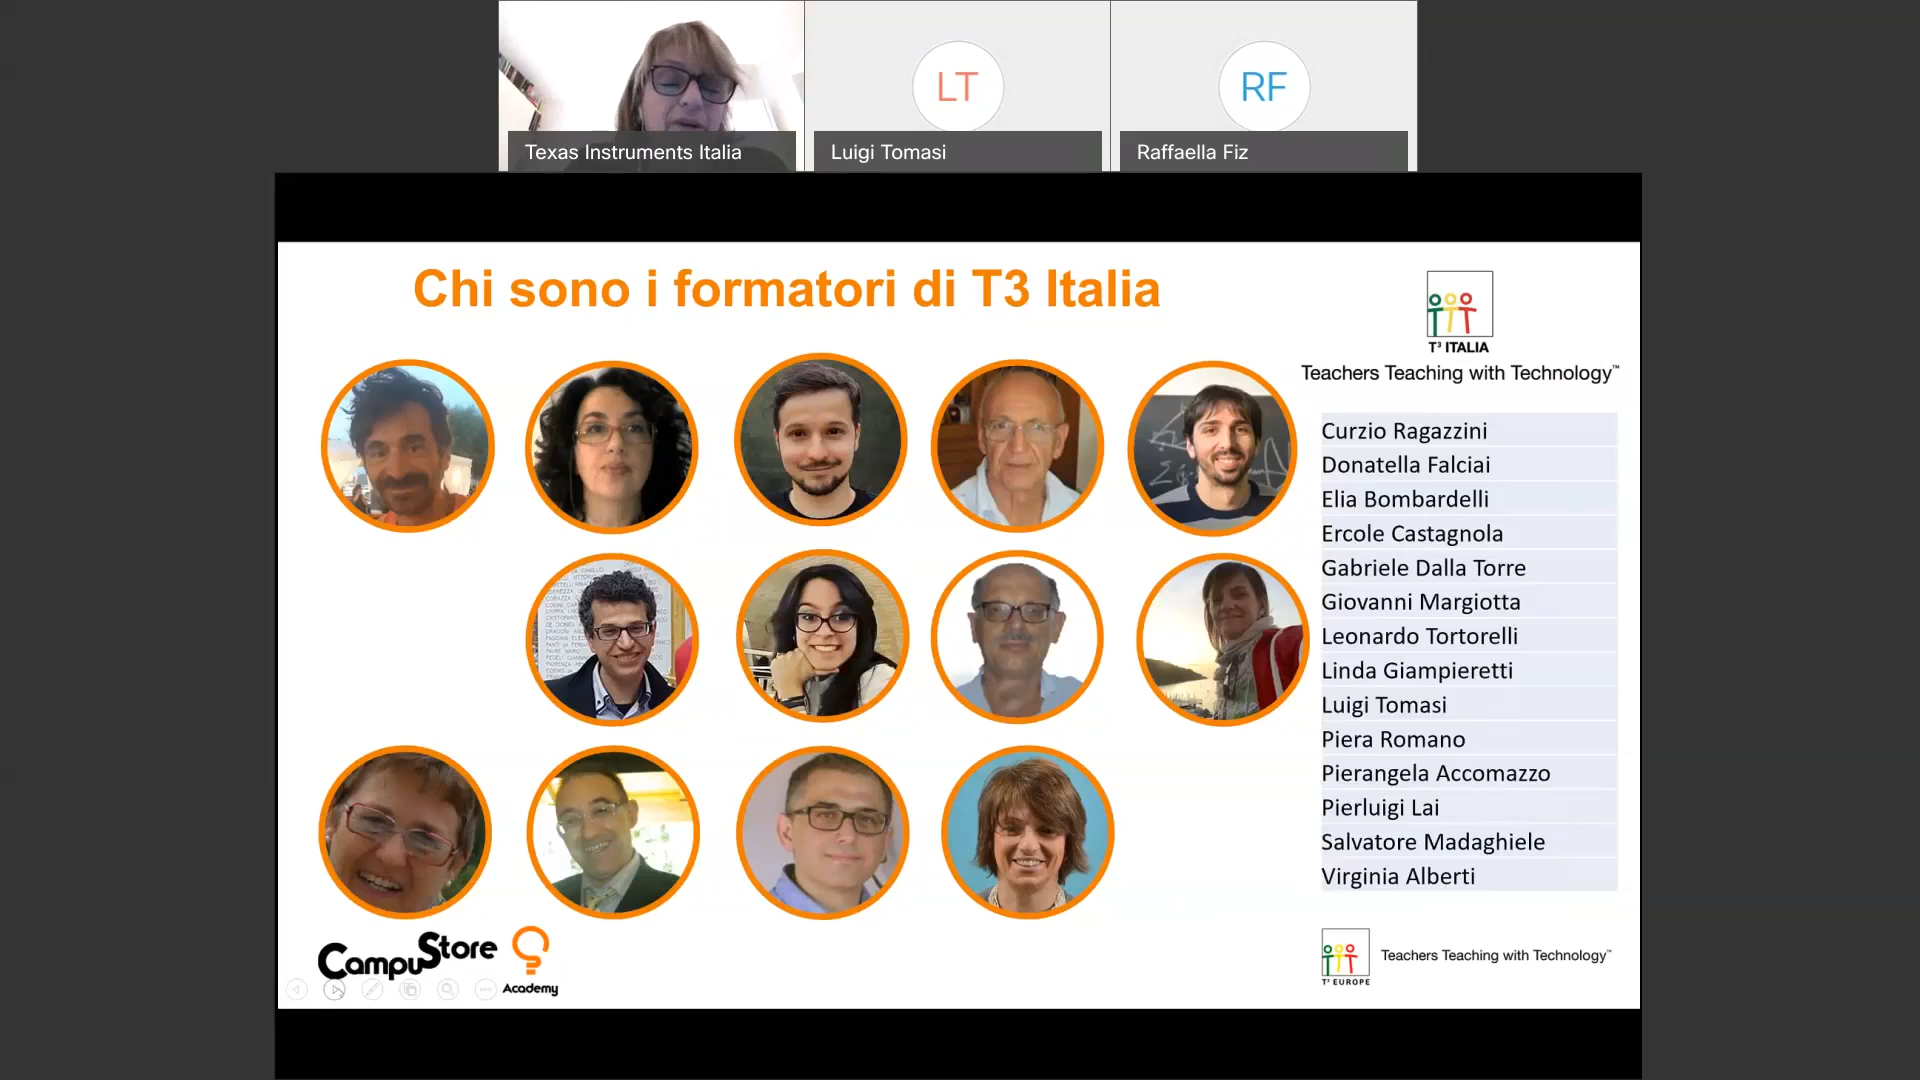 LT
RF
Texas Instruments Italia
Luigi Tomasi
Raffaella Fiz
Chi sono i formatori di T3 Italia
T³ ITALIA
Teachers Teaching with Technology™
Curzio Ragazzini
Donatella Falciai
Elia Bombardelli
Ercole Castagnola
Gabriele Dalla Torre
Giovanni Margiotta
Leonardo Tortorelli
Linda Giampieretti
Luigi Tomasi
Piera Romano
Pierangela Accomazzo
Pierluigi Lai
Salvatore Madaghiele
Virginia Alberti
CampuStore
Academy
T³ EUROPE
Teachers Teaching with Technology™